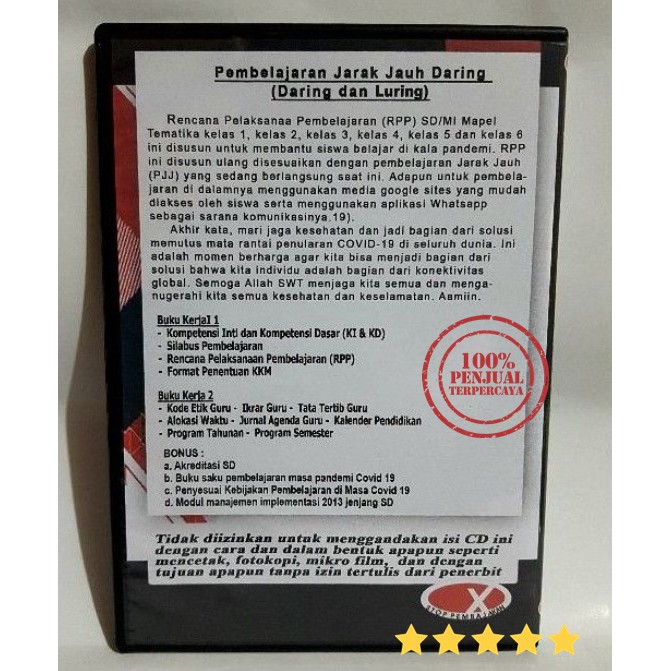 Pembelajaran Jarak Jauh Daring
(Daring dan Luring)
Rencana Pelaksanaa Pembelajaran (RPP) SD/MI Mapel
Tematika kelas 1, kelas 2, kelas 3, kelas 4, kelas 5 dan kelas 6
ini disusun untuk membantu siswa belajar di kala pandemi. RPP
ini disusun ulang disesuaikan dengan pembelajaran Jarak Jauh
(PJJ) yang sedang berlangsung saat ini. Adapun untuk pembela-
jaran di dalamnya menggunakan media google sites yang mudah
diakses oleh siswa serta menggunakan aplikasi Whatsapp
sebagai sarana komunikasinya.19).
Akhir kata, mari jaga kesehatan dan jadi bagian dari solusi
memutus mata rantai penularan COVID-19 di seluruh dunia. Ini
adalah momen berharga agar kita bisa menjadi bagian dari
solusi bahwa kita individu adalah bagian dari konektivitas
global. Semoga Allah SWT menjaga kita semua dan menga-
nugerahi kita semua kesehatan dan keselamatan. Aamiin.
Buku KerjaI 1
- Kompetensi Inti dan Kompetensi Dasar (KI & KD)
- Silabus Pembelajaran
- Rencana Pelaksanaan Pembelajaran (RPP)
- Format Penentuan KKM
100%
PENJUAL
TERPERCAYA
Buku Kerja 2
- Kode Etik Guru - Ikrar Guru - Tata Tertib Guru
- Alokasi Waktu - Jurnal Agenda Guru - Kalender Pendidikan
- Program Tahunan - Program Semester
BONUS :
a. Akreditasi SD
b. Buku saku pembelajaran masa pandemi Covid 19
c. Penyesuai Kebijakan Pembelajaran di Masa Covid 19
d. Modul manajemen implementasi 2013 jenjang SD
Tidak diizinkan untuk menggandakan isi CD ini
dengan cara dan dalam bentuk apapun seperti
mencetak, fotokopi, mikro film, dan dengan
tujuan apapun tanpa izin tertulis dari penerbit
X
STOP PEMBAJAKAN